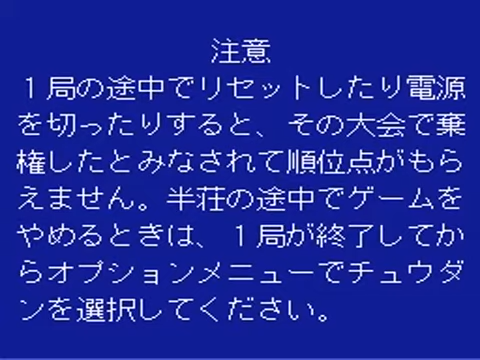 注意
１局の途中でリセットしたり電源
を切ったりすると、その大会で棄
権したとみなされて順位点がもら
えません。半荘の途中でゲームを
やめるときは、１局が終了してか
らオプションメニューでチュウダ
ンを選択してください。